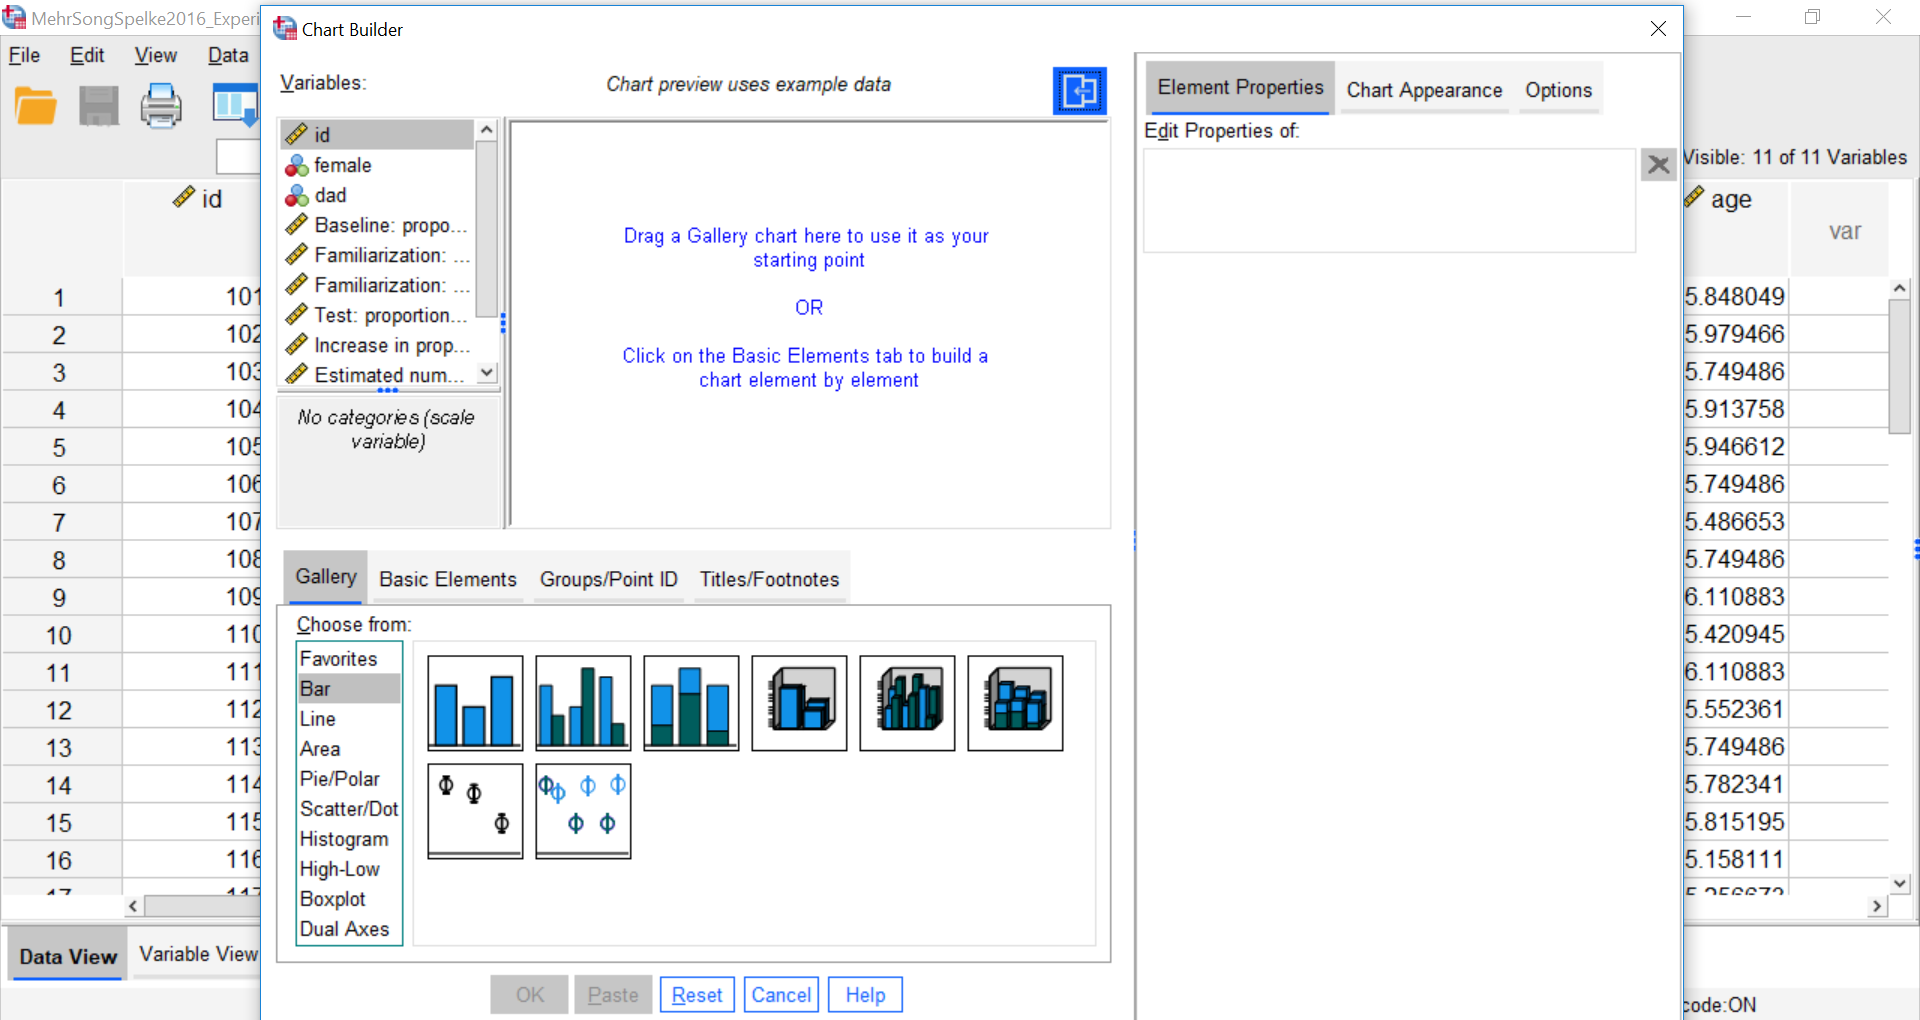 MehrSongSpelke2016_Experi
Chart Builder
File Edit View Data
Variables:
Chart preview uses example data
id
female
dad
Baseline: propo...
Familiarization: ...
Familiarization: ...
Test: proportion...
Increase in prop...
Estimated num...
No categories (scale
variable)
Drag a Gallery chart here to use it as your
starting point
OR
Click on the Basic Elements tab to build a
chart element by element
Element Properties Chart Appearance Options
Edit Properties of:
Visible: 11 of 11 Variables
id
age
var
1 101 5.848049
2 102 5.979466
3 103 5.749486
4 104 5.913758
5 105 5.946612
6 106 5.749486
7 107 5.486653
8 108 5.749486
9 109 6.110883
10 110 5.420945
11 111 6.110883
12 112 5.552361
13 113 5.749486
14 114 5.782341
15 115 5.815195
16 116 5.158111
17 117 5.256673
Gallery Basic Elements Groups/Point ID Titles/Footnotes
Choose from:
Favorites
Bar
Line
Area
Pie/Polar
Scatter/Dot
Histogram
High-Low
Boxplot
Dual Axes
OK Paste Reset Cancel Help
Data View Variable View
code:ON